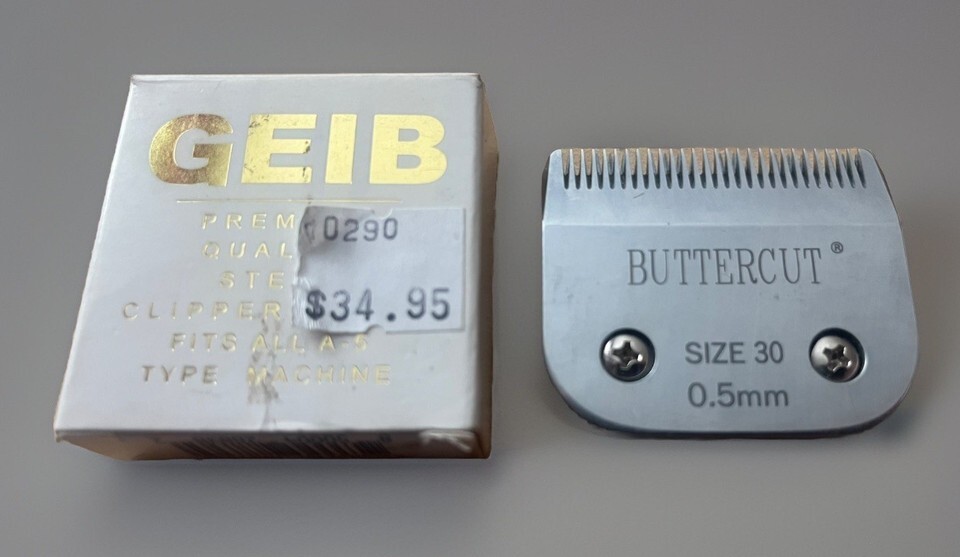 GEIB
PREM
0290
QUAL
STE
$34.95
CLIPPER
FITS ALL A-5
TYPE MACHINE
BUTTERCUT®
SIZE 30
0.5mm